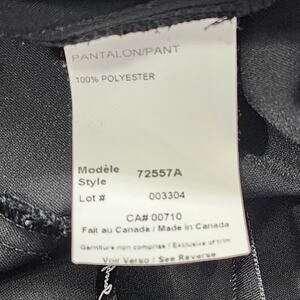 PANTALON/PANT
100% POLYESTER
Modèle
Style 72557A
Lot # 003304
CA# 00710
Fait au Canada / Made in Canada
Garniture non comprise / Exclusive of trim
Voir Verso / See Reverse